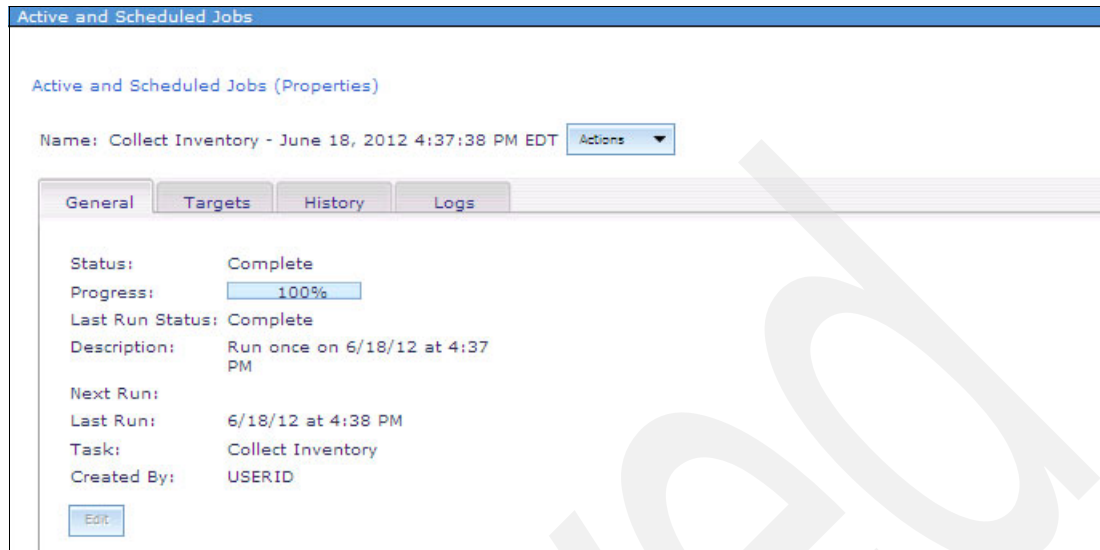 Active and Scheduled Jobs
Active and Scheduled Jobs (Properties)
Name: Collect Inventory - June 18, 2012 4:37:38 PM EDT Actions
General Targets History Logs
Status: Complete
Progress: 100%
Last Run Status: Complete
Description: Run once on 6/18/12 at 4:37
PM
Next Run:
Last Run: 6/18/12 at 4:38 PM
Task: Collect Inventory
Created By: USERID
Edit